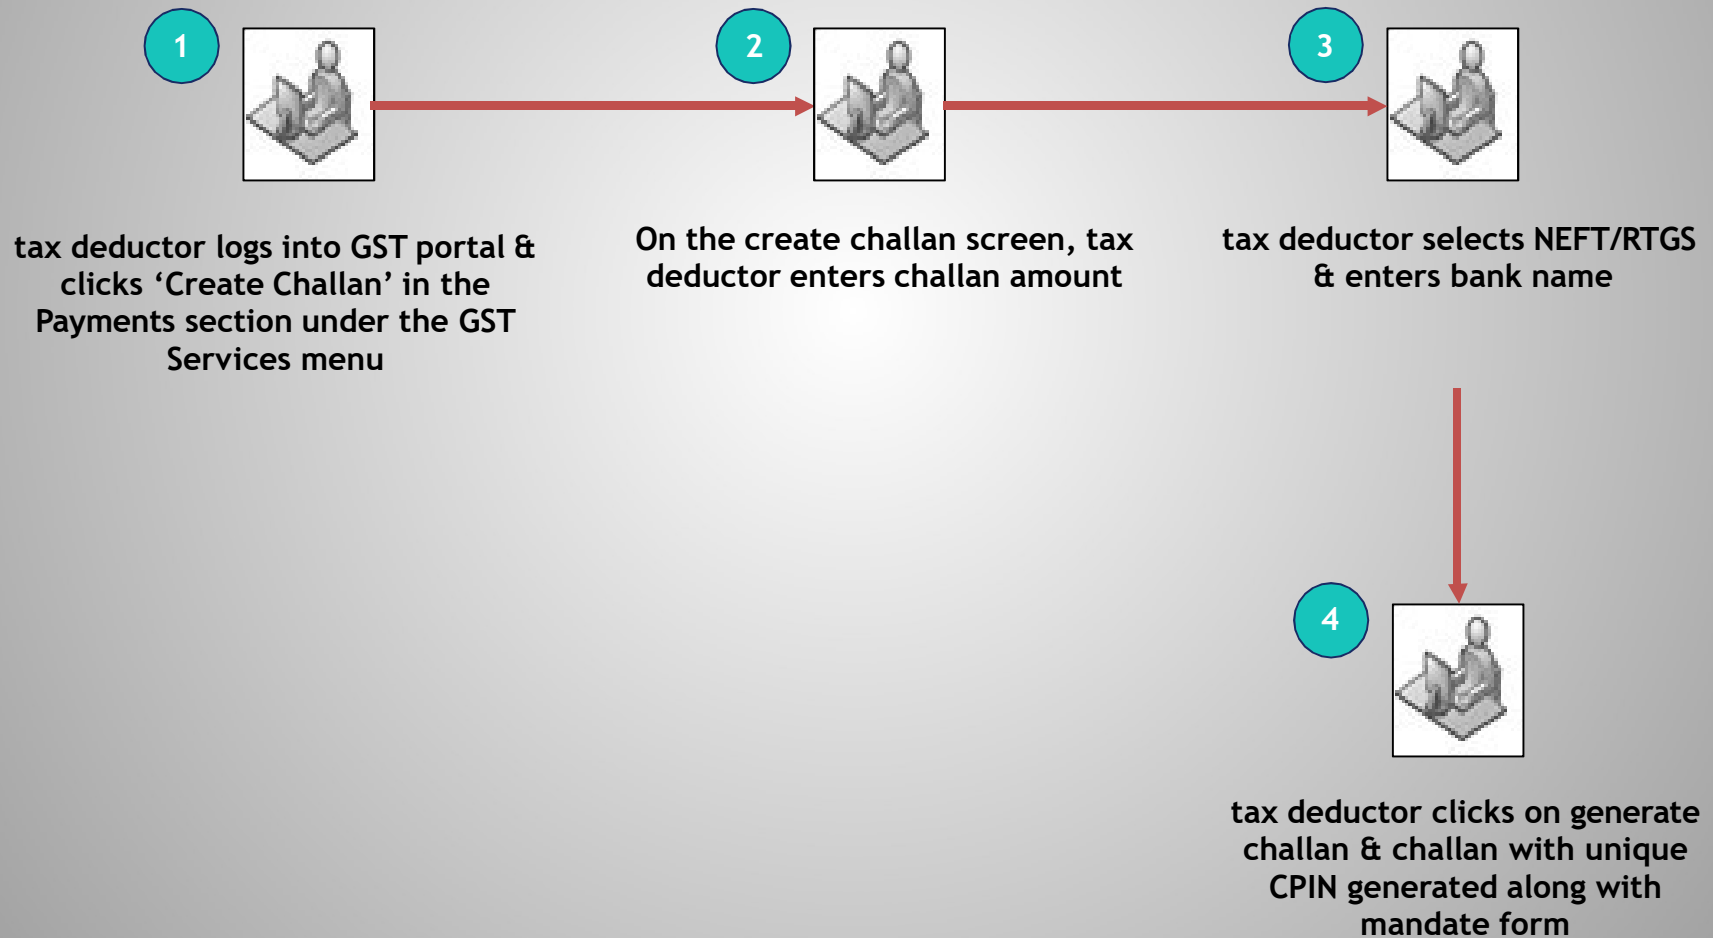 1
tax deductor logs into GST portal &
clicks ‘Create Challan’ in the
Payments section under the GST
Services menu
2
On the create challan screen, tax
deductor enters challan amount
3
tax deductor selects NEFT/RTGS
& enters bank name
4
tax deductor clicks on generate
challan & challan with unique
CPIN generated along with
mandate form